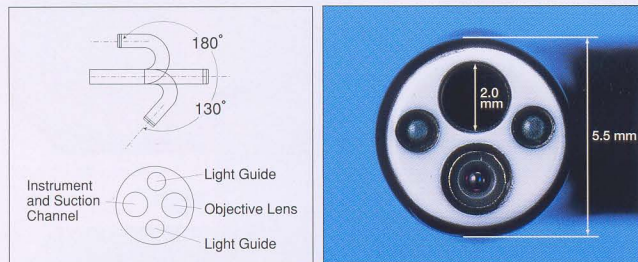 180°
130°
Light Guide
Instrument
and Suction
Channel
Objective Lens
Light Guide
2.0
mm
5.5 mm